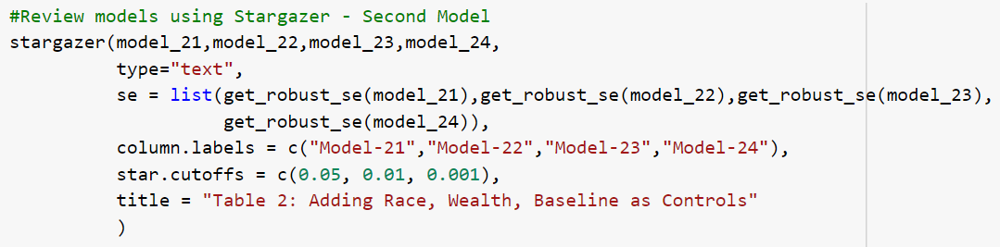 #Review models using Stargazer - Second Model
stargazer(model_21,model_22,model_23,model_24,
type="text",
se = list(get_robust_se(model_21),get_robust_se(model_22),get_robust_se(model_23),
get_robust_se(model_24)),
column.labels = c("Model-21","Model-22","Model-23","Model-24"),
star.cutoffs = c(0.05, 0.01, 0.001),
title = "Table 2: Adding Race, Wealth, Baseline as Controls"
)